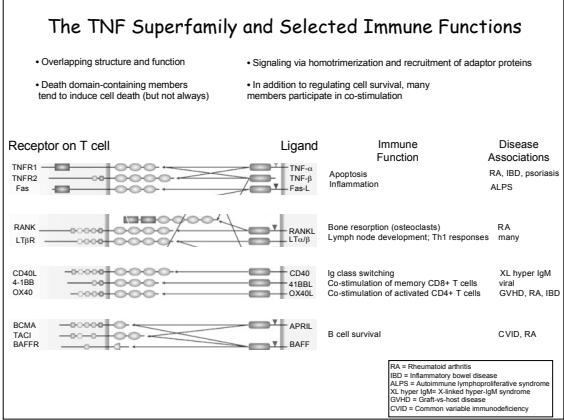 The TNF Superfamily and Selected Immune Functions
• Overlapping structure and function
• Signaling via homotrimerization and recruitment of adaptor proteins
• Death domain-containing members
tend to induce cell death (but not always)
• In addition to regulating cell survival, many
members participate in co-stimulation
Receptor on T cell
Ligand
Immune
Function
Disease
Associations
TNFR1
TNF-α
TNFR2
TNF-β
Fas
Fas-L
Apoptosis
Inflammation
RA, IBD, psoriasis
ALPS
RANK
RANKL
Bone resorption (osteoclasts)
RA
LTβR
LTα/β
Lymph node development; Th1 responses
many
CD40L
CD40
Ig class switching
XL hyper IgM
4-1BB
41BBL
Co-stimulation of memory CD8+ T cells
viral
OX40
OX40L
Co-stimulation of activated CD4+ T cells
GVHD, RA, IBD
BCMA
APRIL
TACI
BAFFR
BAFF
B cell survival
CVID, RA
RA = Rheumatoid arthritis
IBD = Inflammatory bowel disease
ALPS = Autoimmune lymphoproliferative syndrome
XL hyper IgM= X-linked hyper-IgM syndrome
GVHD = Graft-vs-host disease
CVID = Common variable immunodeficiency